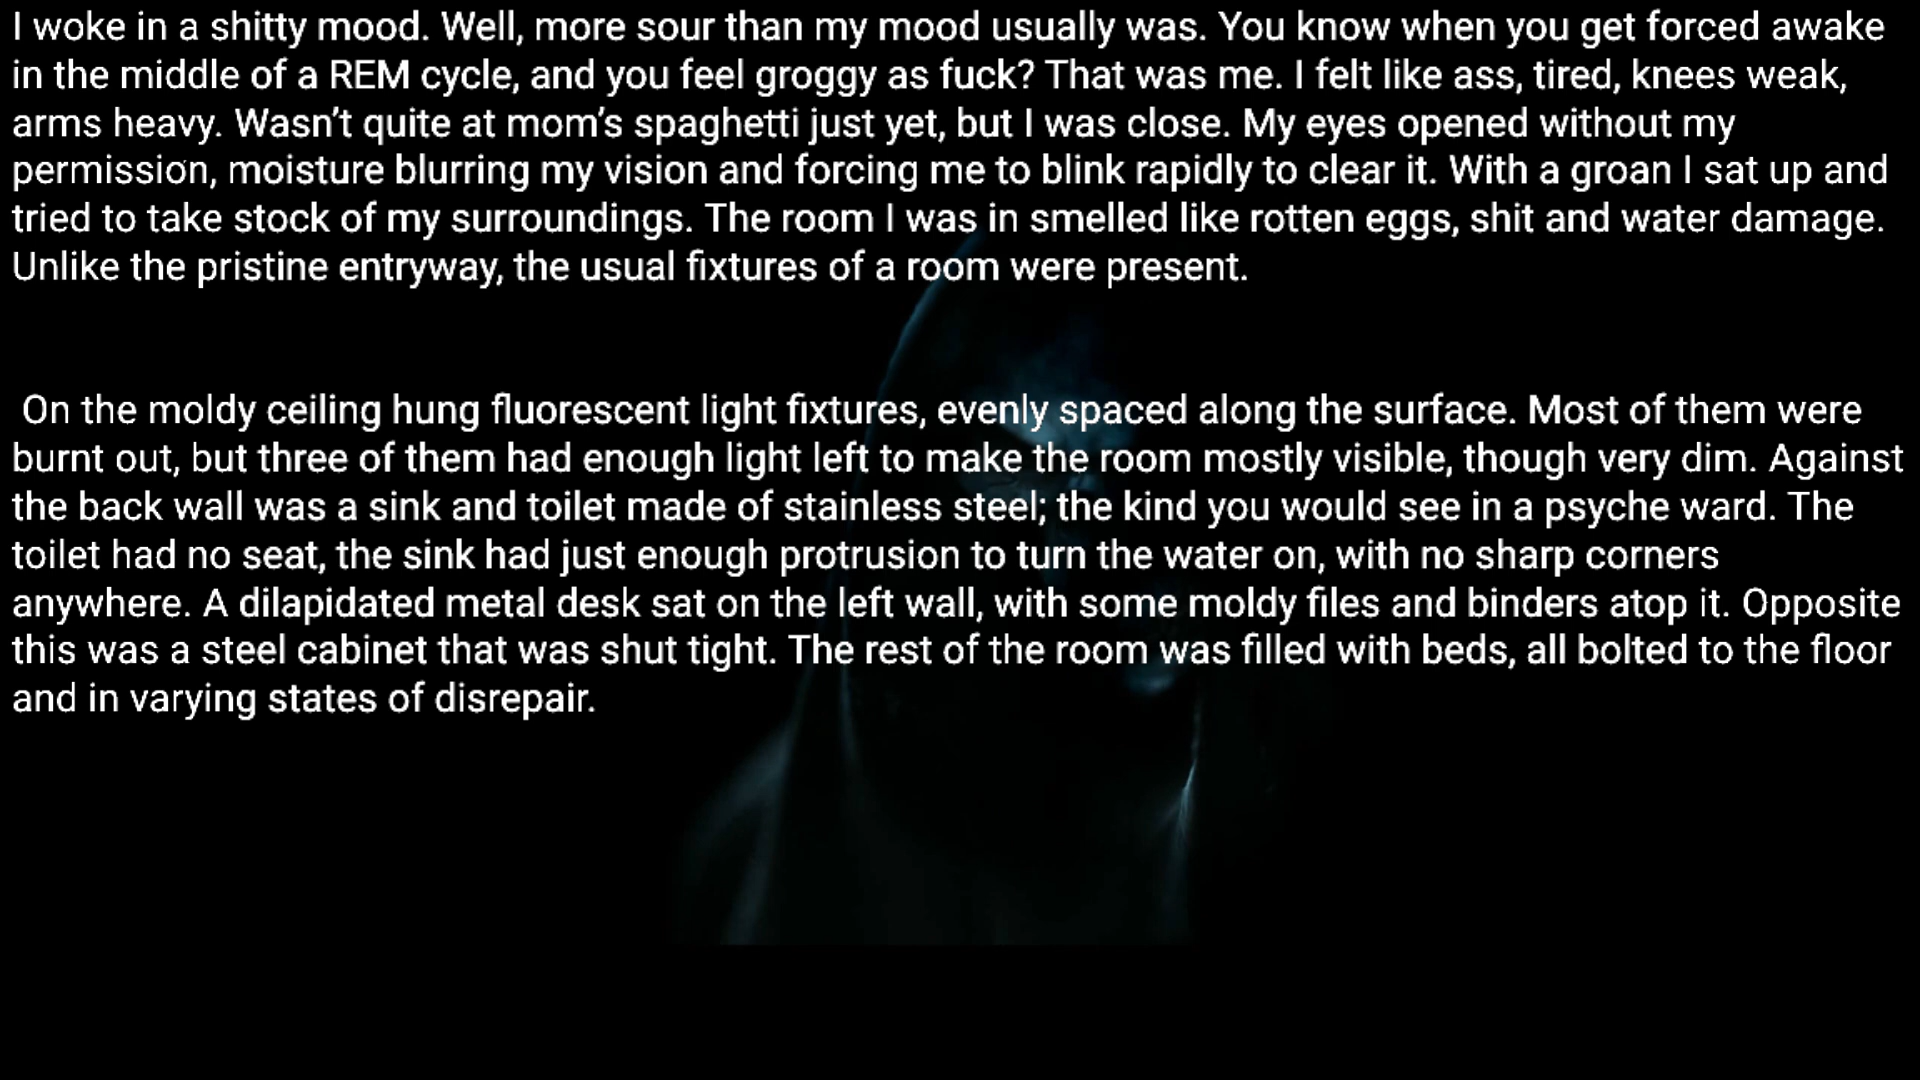 I woke in a shitty mood. Well, more sour than my mood usually was. You know when you get forced awake
in the middle of a REM cycle, and you feel groggy as fuck? That was me. I felt like ass, tired, knees weak,
arms heavy. Wasn’t quite at mom’s spaghetti just yet, but I was close. My eyes opened without my
permission, moisture blurring my vision and forcing me to blink rapidly to clear it. With a groan I sat up and
tried to take stock of my surroundings. The room I was in smelled like rotten eggs, shit and water damage.
Unlike the pristine entryway, the usual fixtures of a room were present.
On the moldy ceiling hung fluorescent light fixtures, evenly spaced along the surface. Most of them were
burnt out, but three of them had enough light left to make the room mostly visible, though very dim. Against
the back wall was a sink and toilet made of stainless steel; the kind you would see in a psyche ward. The
toilet had no seat, the sink had just enough protrusion to turn the water on, with no sharp corners
anywhere. A dilapidated metal desk sat on the left wall, with some moldy files and binders atop it. Opposite
this was a steel cabinet that was shut tight. The rest of the room was filled with beds, all bolted to the floor
and in varying states of disrepair.